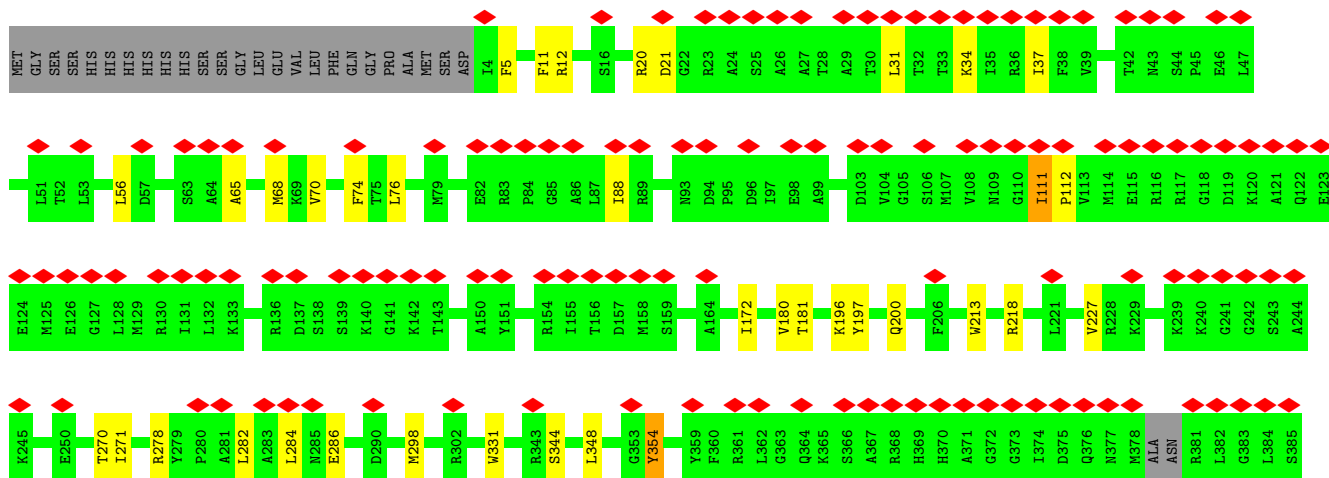 MET GLY SER SER HIS HIS HIS HIS HIS HIS SER SER GLY LEU GLU VAL LEU PHE GLN GLY PRO ALA MET SER ASP I4 F5 F11 R12 S16 R20 D21 G22 R23 A24 S25 A26 A27 T28 A29 T30 L31 T32 T33 K34 I35 R36 I37 F38 V39 T42 N43 S44 P45 E46 L47
L51 T52 L53 L56 D57 S63 A64 A65 M68 K69 V70 F74 T75 L76 M79 E82 R83 P84 G85 A86 L87 I88 R89 N93 D94 P95 D96 I97 E98 A99 D103 V104 G105 S106 M107 V108 N109 G110 I111 P112 V113 M114 E115 R116 R117 G118 D119 K120 A121 Q122 E123
E124 M125 E126 G127 L128 M129 R130 I131 L132 K133 R136 D137 S138 S139 K140 G141 K142 T143 A150 Y151 R154 I155 T156 D157 M158 S159 A164 I172 V180 T181 K196 Y197 Q200 F206 W213 R218 L221 V227 R228 K229 K239 K240 G241 G242 S243 A244
K245 E250 T270 I271 R278 Y279 P280 A281 L282 A283 L284 N285 E286 D290 M298 R302 W331 R343 S344 L348 G353 Y354 Y359 F360 R361 L362 G363 Q364 K365 S366 A367 R368 H369 H370 A371 G372 G373 I374 D375 Q376 N377 M378 ALA ASN R381 L382 G383 L384 S385